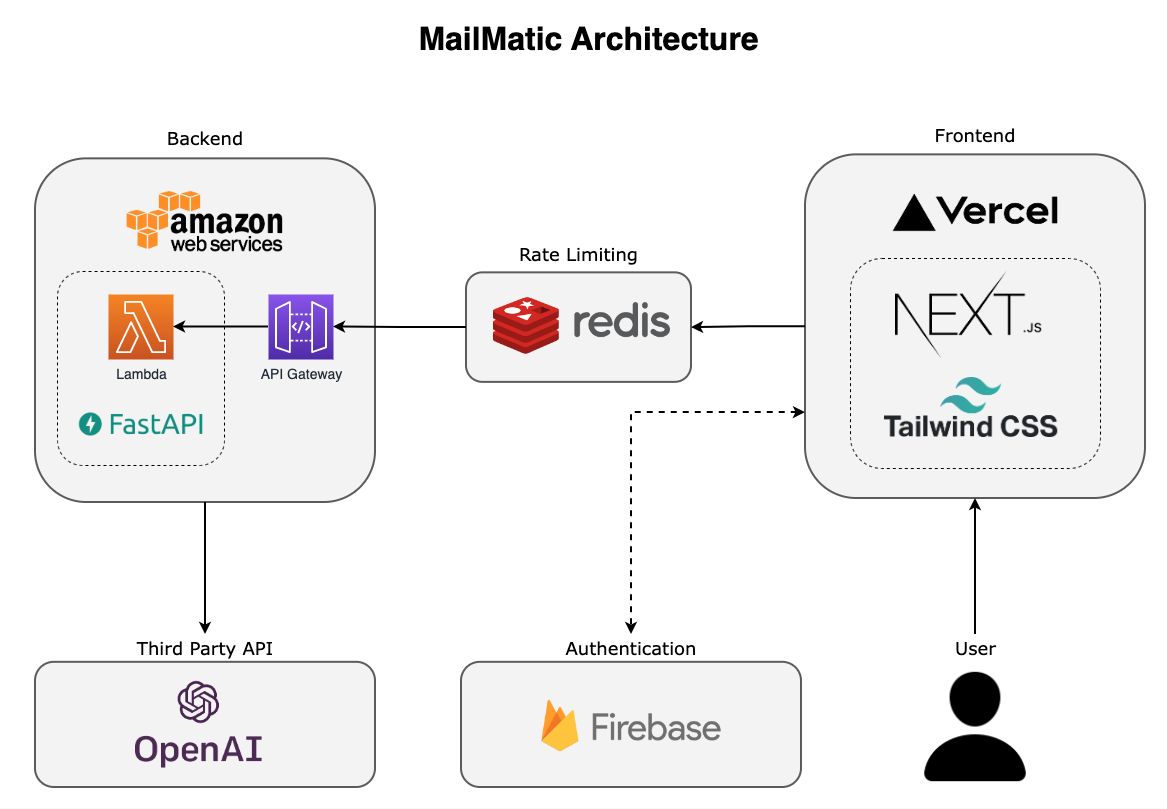 MailMatic Architecture
Backend
amazon
web services
Lambda
API Gateway
FastAPI
Rate Limiting
redis
Frontend
Vercel
NEXT.JS
Tailwind CSS
Third Party API
OpenAI
Authentication
Firebase
User